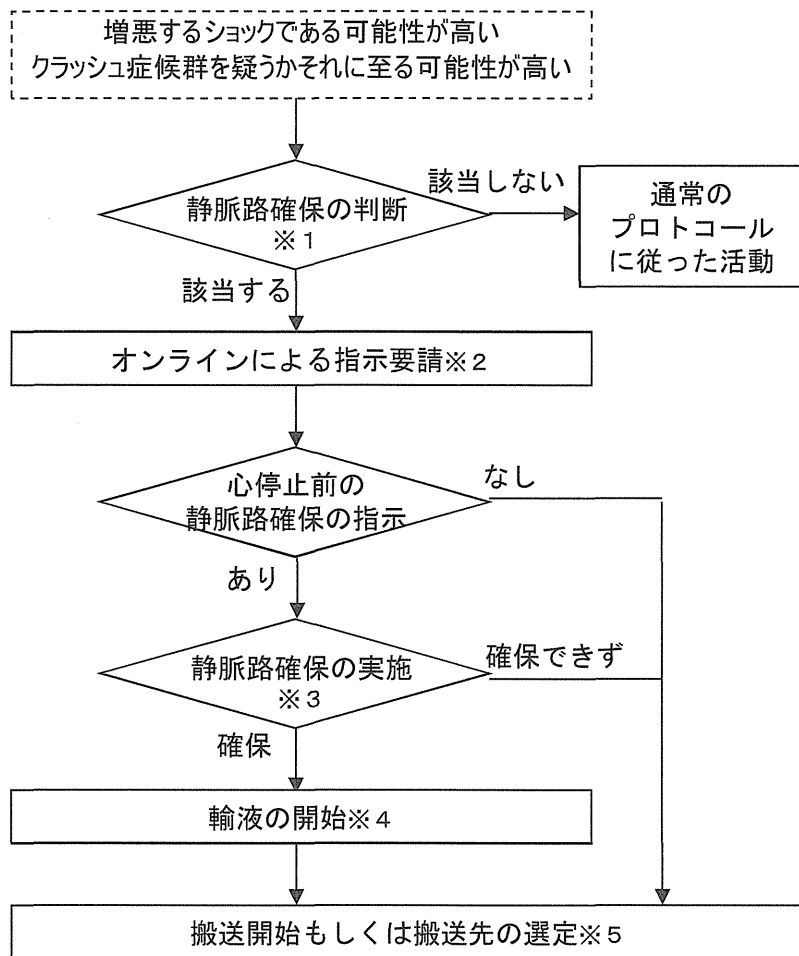 増悪するショックである可能性が高い
クラッシュ症候群を疑うかそれに至る可能性が高い
静脈路確保の判断
※1
該当しない
通常の
プロトコール
に従った活動
該当する
オンラインによる指示要請※2
心停止前の
静脈路確保の指示
なし
あり
静脈路確保の実施
※3
確保できず
確保
輸液の開始※4
搬送開始もしくは搬送先の選定※5